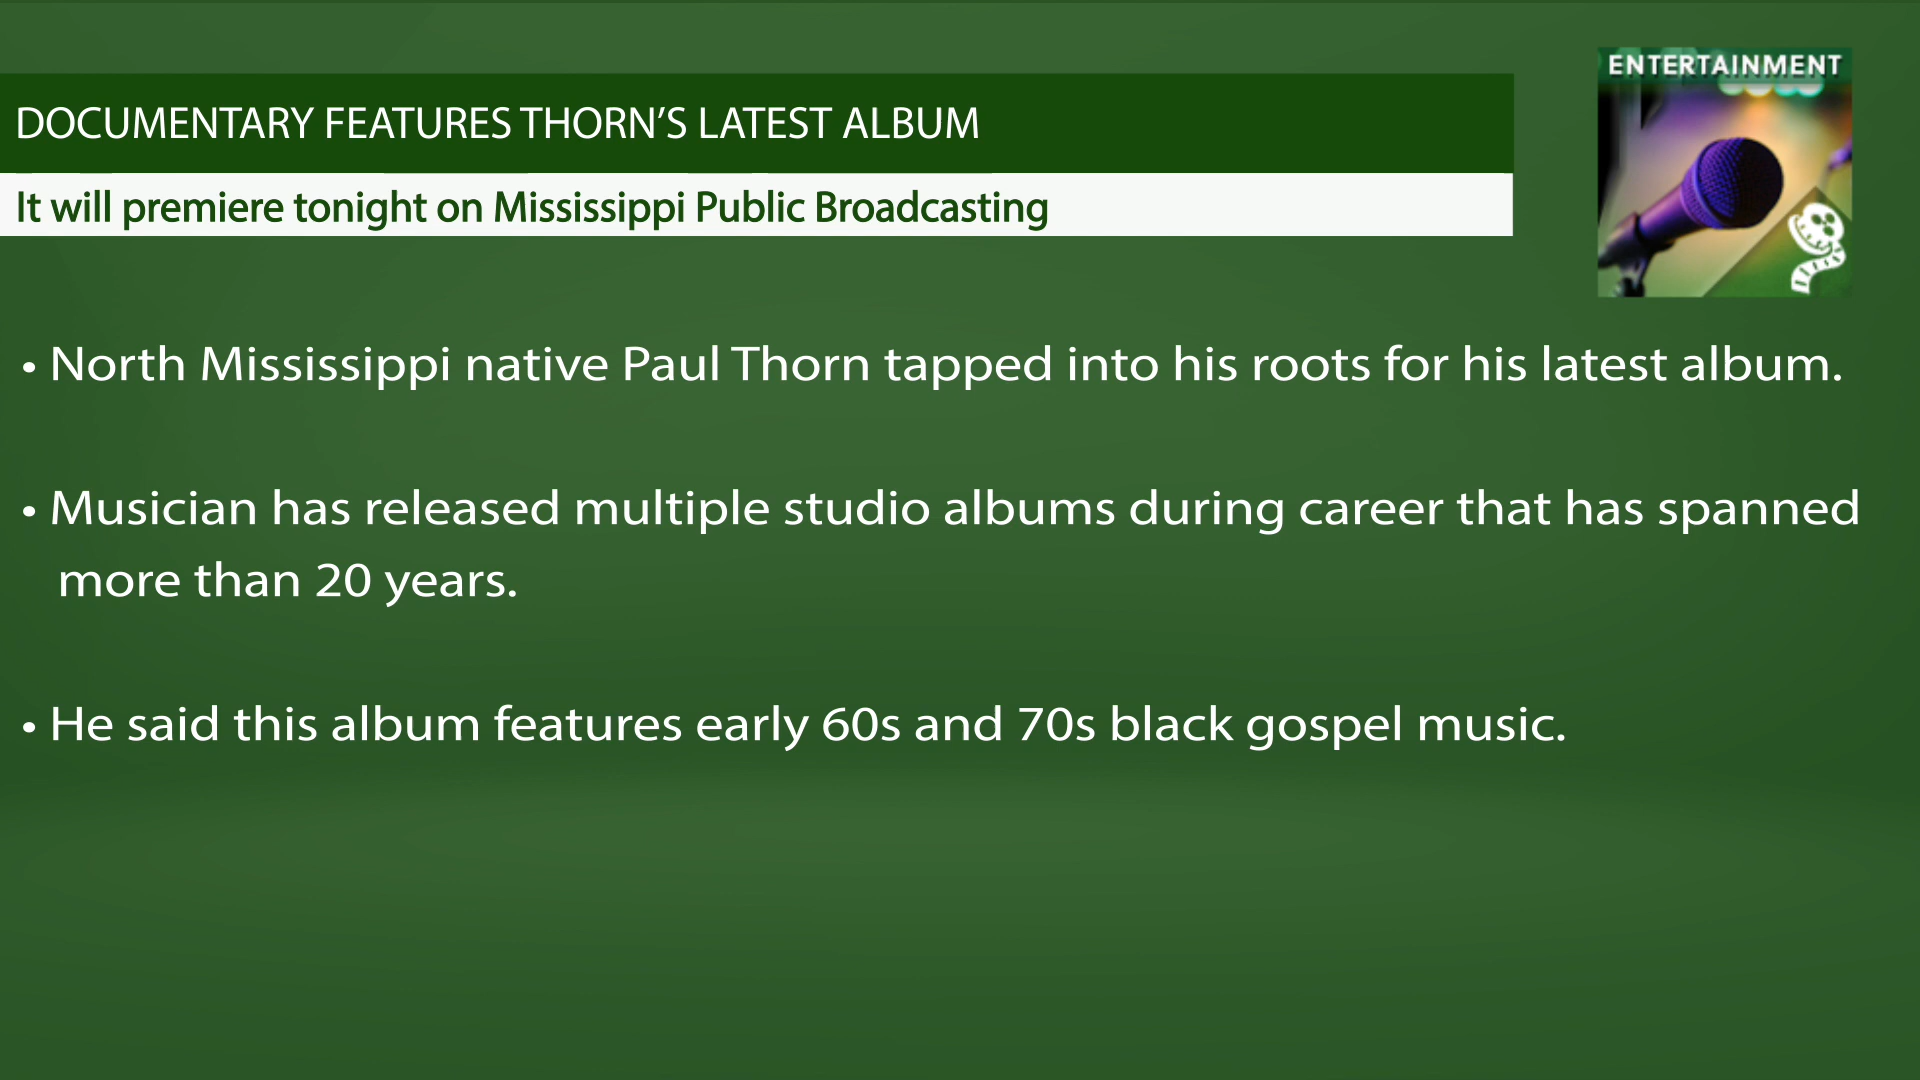 ENTERTAINMENT
DOCUMENTARY FEATURES THORN’S LATEST ALBUM
It will premiere tonight on Mississippi Public Broadcasting
• North Mississippi native Paul Thorn tapped into his roots for his latest album.
• Musician has released multiple studio albums during career that has spanned
more than 20 years.
• He said this album features early 60s and 70s black gospel music.